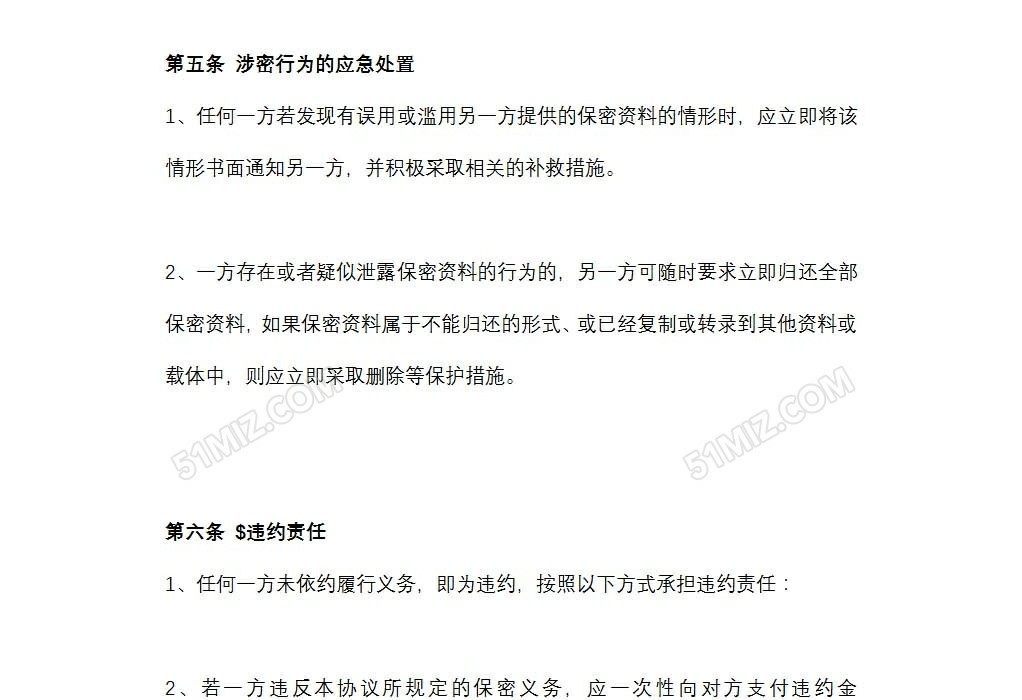 第五条 涉密行为的应急处置
1、任何一方若发现有误用或滥用另一方提供的保密资料的情形时，应立即将该
情形书面通知另一方，并积极采取相关的补救措施。
2、一方存在或者疑似泄露保密资料的行为的，另一方可随时要求立即归还全部
保密资料，如果保密资料属于不能归还的形式、或已经复制或转录到其他资料或
载体中，则应立即采取删除等保护措施。
51MIZ.COM
51MIZ.COM
第六条 $违约责任
1、任何一方未依约履行义务，即为违约，按照以下方式承担违约责任：
2、若一方违反本协议所规定的保密义务，应一次性向对方支付违约金